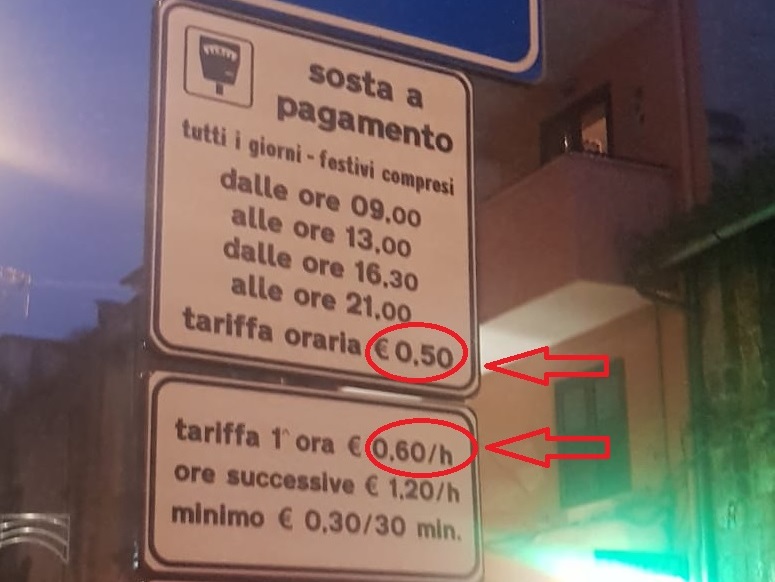 sosta a
pagamento
tutti i giorni - festivi compresi
dalle ore 09.00
alle ore 13.00
dalle ore 16.30
alle ore 21.00
tariffa oraria € 0.50
tariffa 1^ ora € 0,60/h
ore successive € 1,20/h
minimo € 0,30/30 min.